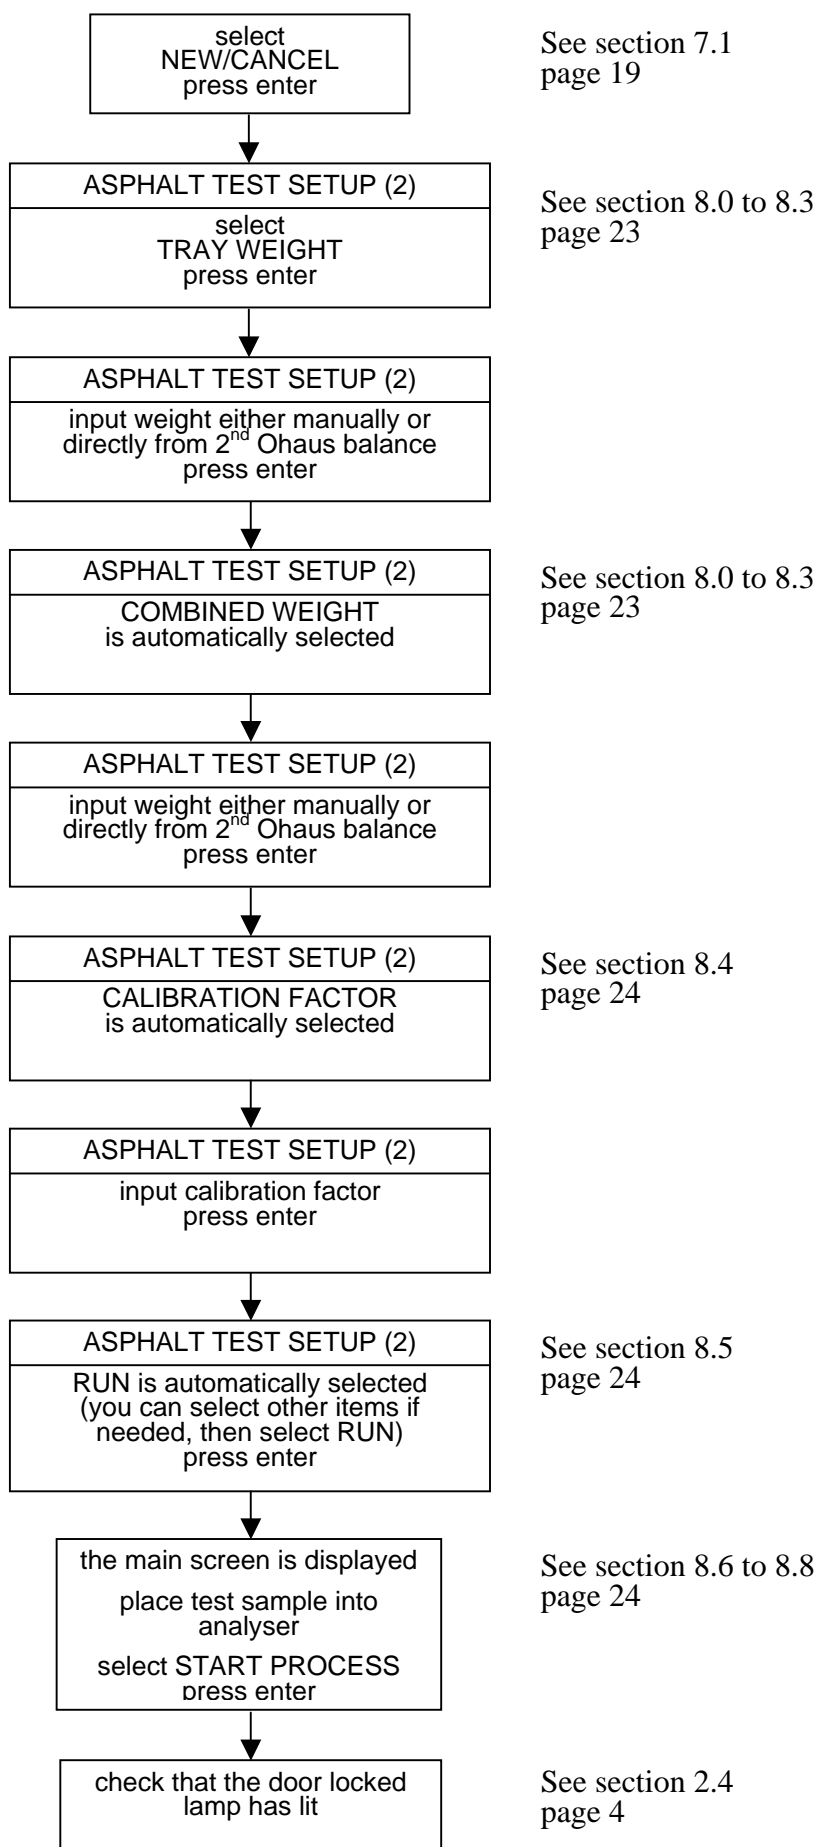 select
NEW/CANCEL
press enter
See section 7.1
page 19
ASPHALT TEST SETUP (2)
select
TRAY WEIGHT
press enter
See section 8.0 to 8.3
page 23
ASPHALT TEST SETUP (2)
input weight either manually or
directly from 2nd Ohaus balance
press enter
ASPHALT TEST SETUP (2)
COMBINED WEIGHT
is automatically selected
See section 8.0 to 8.3
page 23
ASPHALT TEST SETUP (2)
input weight either manually or
directly from 2nd Ohaus balance
press enter
ASPHALT TEST SETUP (2)
CALIBRATION FACTOR
is automatically selected
See section 8.4
page 24
ASPHALT TEST SETUP (2)
input calibration factor
press enter
ASPHALT TEST SETUP (2)
RUN is automatically selected
(you can select other items if
needed, then select RUN)
press enter
See section 8.5
page 24
the main screen is displayed
place test sample into
analyser
select START PROCESS
press enter
See section 8.6 to 8.8
page 24
check that the door locked
lamp has lit
See section 2.4
page 4